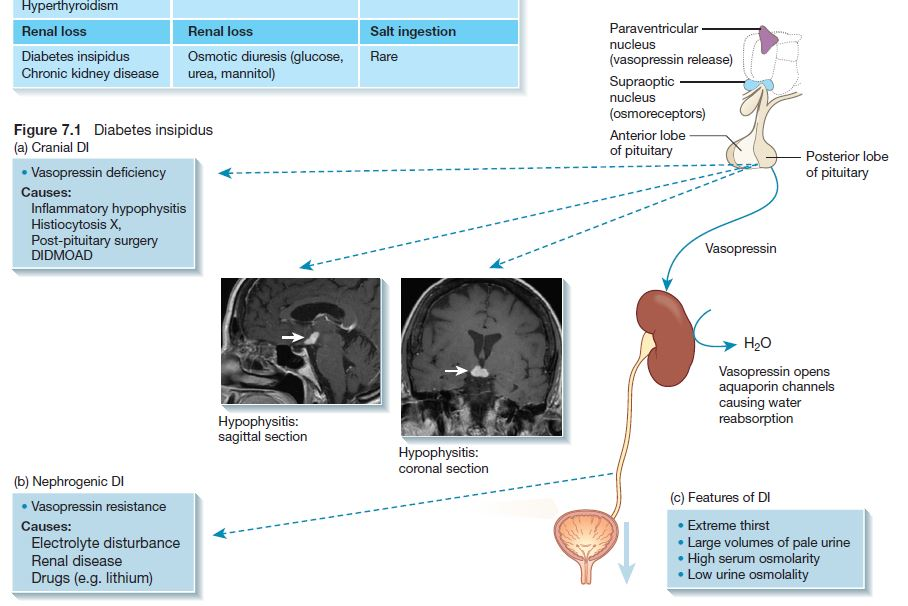 Hyperthyroidism
Renal loss
Renal loss
Salt ingestion
Diabetes insipidus
Chronic kidney disease
Osmotic diuresis (glucose,
urea, mannitol)
Rare
Figure 7.1 Diabetes insipidus
(a) Cranial DI
• Vasopressin deficiency
Causes:
Inflammatory hypophysitis
Histiocytosis X,
Post-pituitary surgery
DIDMOAD
Paraventricular
nucleus
(vasopressin release)
Supraoptic
nucleus
(osmoreceptors)
Anterior lobe
of pituitary
Posterior lobe
of pituitary
Vasopressin
H₂O
Vasopressin opens
aquaporin channels
causing water
reabsorption
Hypophysitis:
sagittal section
Hypophysitis:
coronal section
(b) Nephrogenic DI
• Vasopressin resistance
Causes:
Electrolyte disturbance
Renal disease
Drugs (e.g. lithium)
(c) Features of DI
• Extreme thirst
• Large volumes of pale urine
• High serum osmolarity
• Low urine osmolality